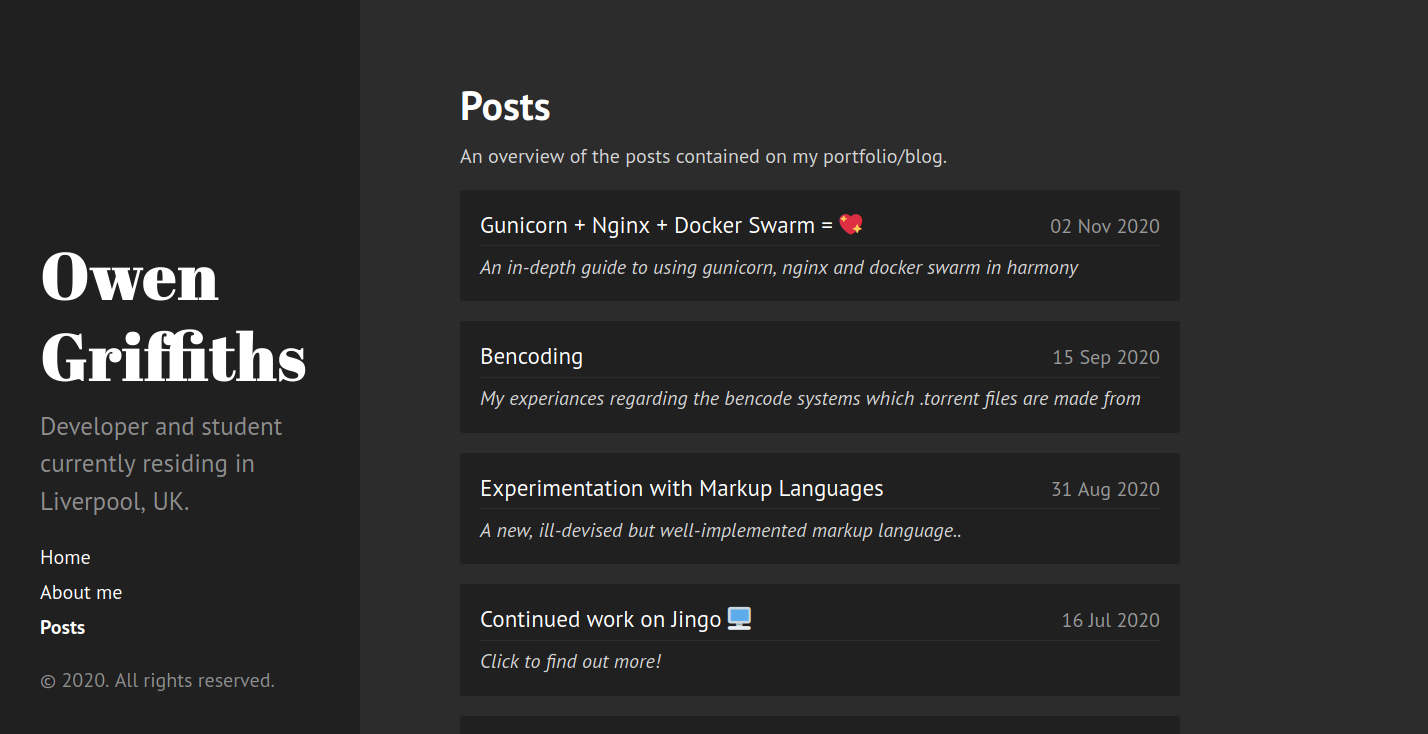 Owen
Griffiths
Developer and student
currently residing in
Liverpool, UK.
Home
About me
Posts
© 2020. All rights reserved.
Posts
An overview of the posts contained on my portfolio/blog.
Gunicorn + Nginx + Docker Swarm = 💖 02 Nov 2020
An in-depth guide to using gunicorn, nginx and docker swarm in harmony
Bencoding 15 Sep 2020
My experiances regarding the bencode systems which .torrent files are made from
Experimentation with Markup Languages 31 Aug 2020
A new, ill-devised but well-implemented markup language..
Continued work on Jingo 🖥️ 16 Jul 2020
Click to find out more!